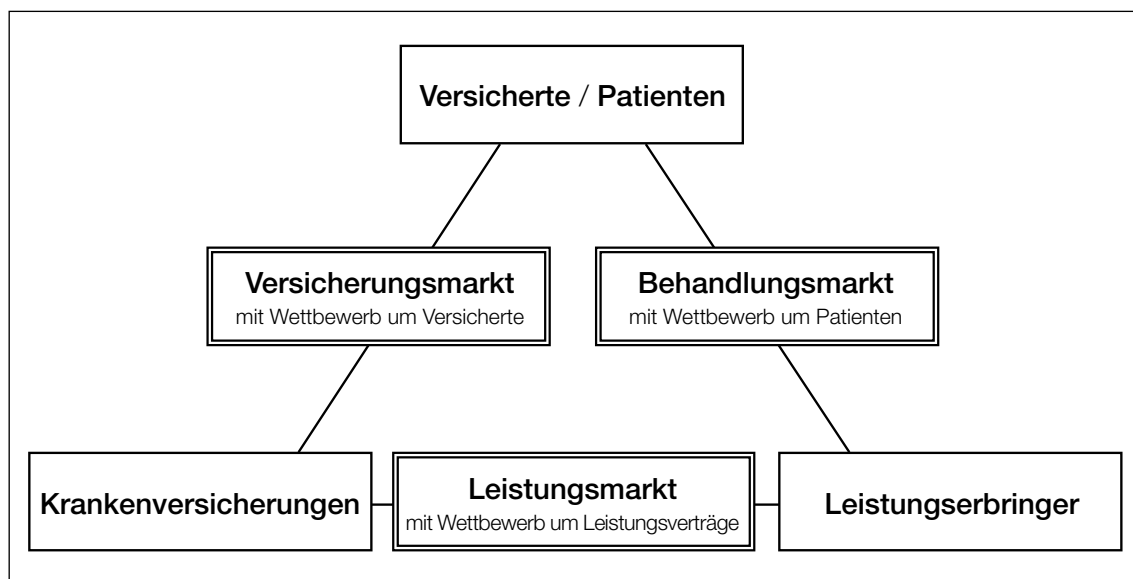 Versicherte / Patienten
Versicherungsmarkt
mit Wettbewerb um Versicherte
Behandlungsmarkt
mit Wettbewerb um Patienten
Krankenversicherungen
Leistungsmarkt
mit Wettbewerb um Leistungsverträge
Leistungserbringer